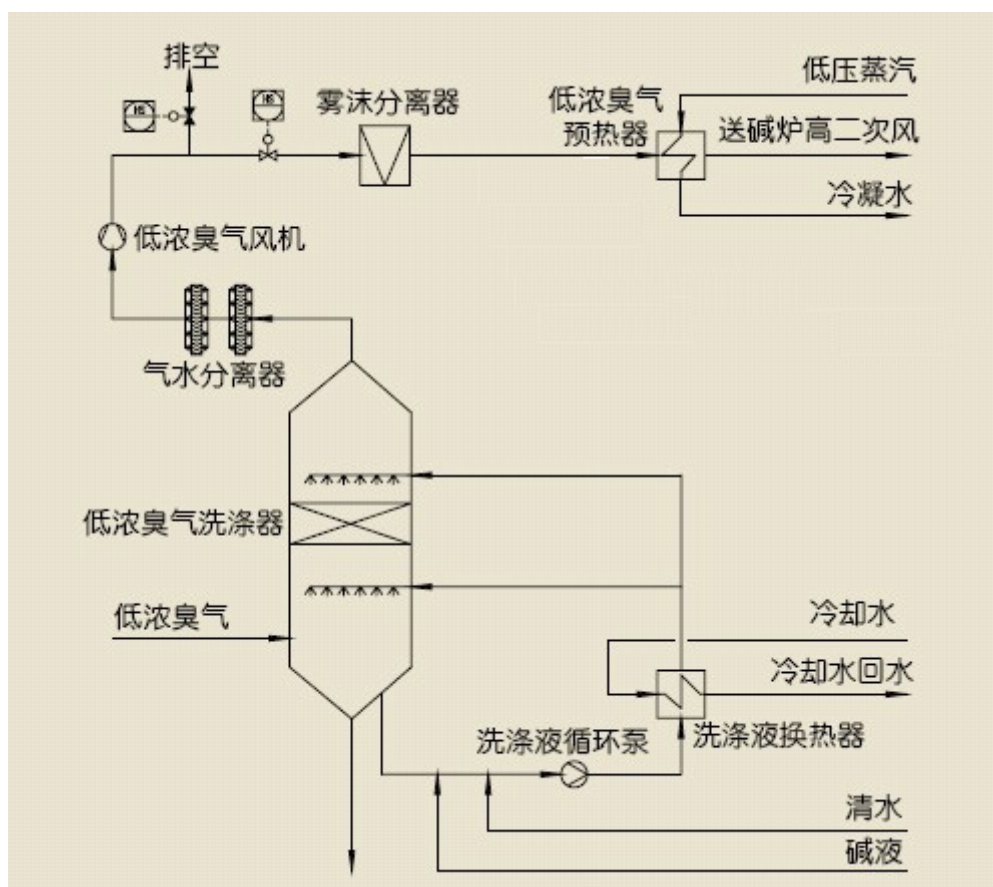 排空
HS
HS
雾沫分离器
低浓臭气
预热器
低压蒸汽
送碱炉高二次风
冷凝水
低浓臭气风机
气水分离器
低浓臭气洗涤器
低浓臭气
冷却水
冷却水回水
洗涤液循环泵
洗涤液换热器
清水
碱液